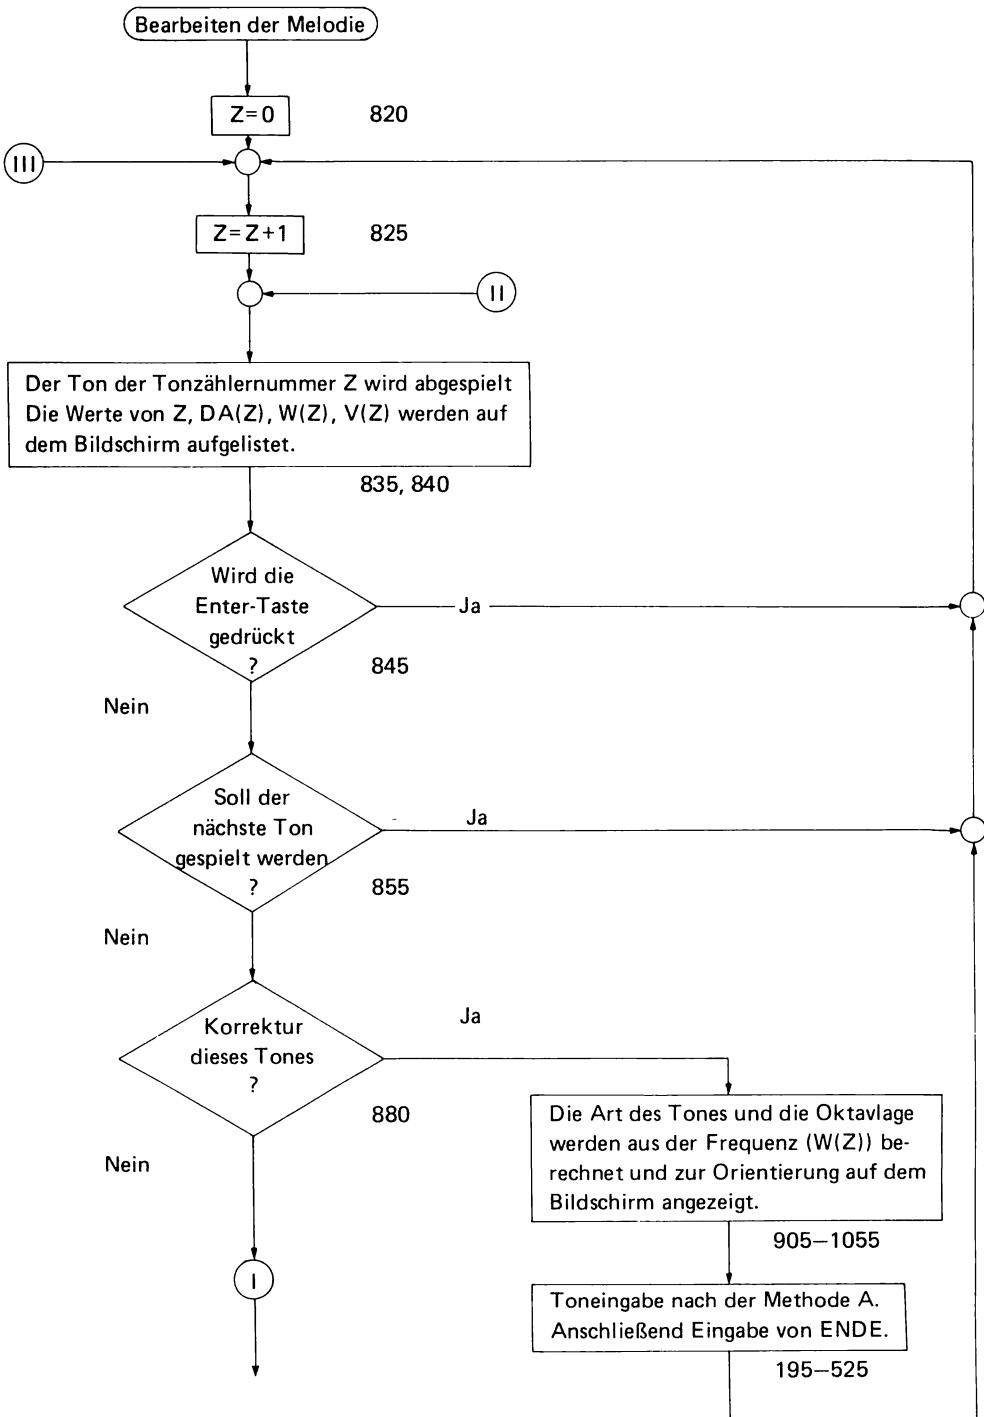 Bearbeiten der Melodie
Z=0
820
III
Z=Z+1
825
II
Der Ton der Tonzählernummer Z wird abgespielt
Die Werte von Z, DA(Z), W(Z), V(Z) werden auf
dem Bildschirm aufgelistet.
835, 840
Wird die
Enter-Taste
gedrückt
?
Ja
845
Nein
Soll der
nächste Ton
gespielt werden
?
Ja
855
Nein
Korrektur
dieses Tones
?
Ja
880
Nein
Die Art des Tones und die Oktavlage
werden aus der Frequenz (W(Z)) be-
rechnet und zur Orientierung auf dem
Bildschirm angezeigt.
905–1055
I
Toneingabe nach der Methode A.
Anschließend Eingabe von ENDE.
195–525